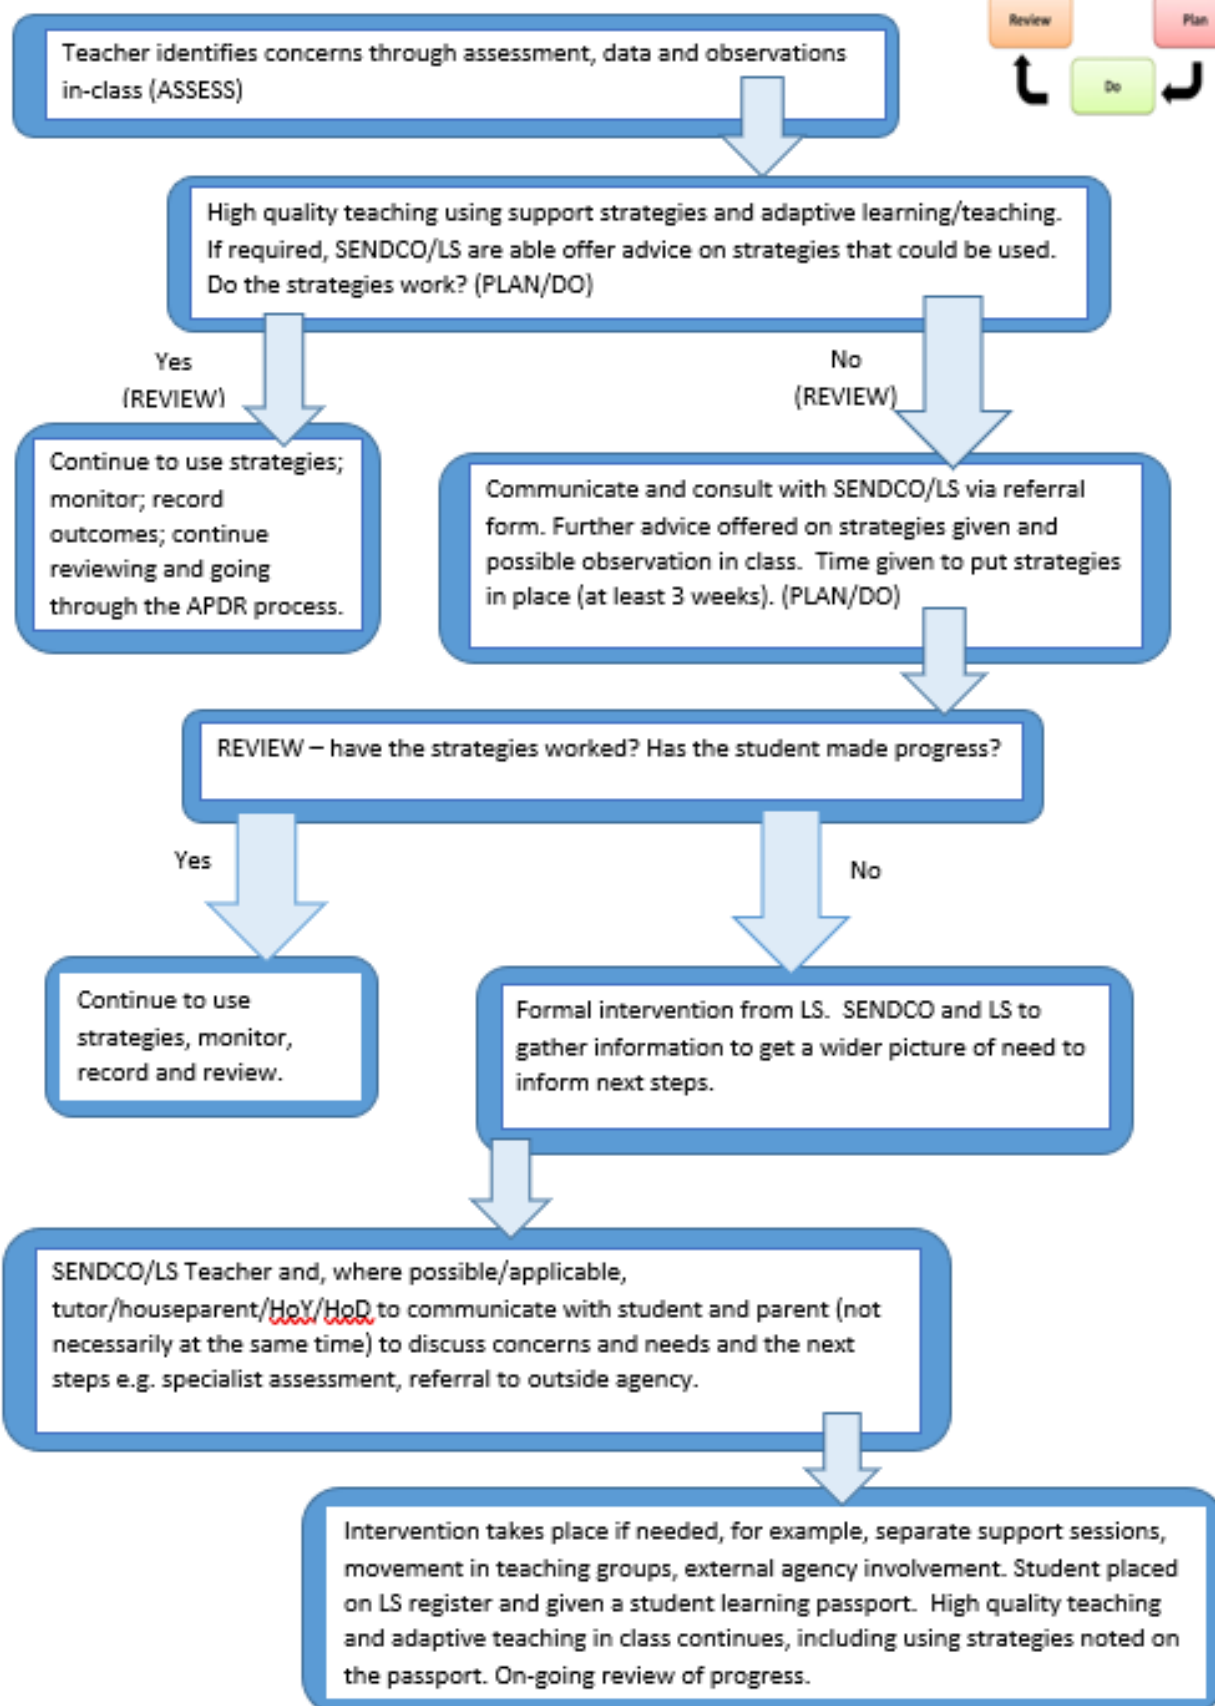 Review
Plan
Do
Teacher identifies concerns through assessment, data and observations
in-class (ASSESS)
High quality teaching using support strategies and adaptive learning/teaching.
If required, SENDCO/LS are able offer advice on strategies that could be used.
Do the strategies work? (PLAN/DO)
Yes
(REVIEW)
No
(REVIEW)
Continue to use strategies;
monitor; record
outcomes; continue
reviewing and going
through the APDR process.
Communicate and consult with SENDCO/LS via referral
form. Further advice offered on strategies given and
possible observation in class.  Time given to put strategies
in place (at least 3 weeks). (PLAN/DO)
REVIEW – have the strategies worked? Has the student made progress?
Yes
No
Continue to use
strategies, monitor,
record and review.
Formal intervention from LS.  SENDCO and LS to
gather information to get a wider picture of need to
inform next steps.
SENDCO/LS Teacher and, where possible/applicable,
tutor/houseparent/HoY/HoD to communicate with student and parent (not
necessarily at the same time) to discuss concerns and needs and the next
steps e.g. specialist assessment, referral to outside agency.
Intervention takes place if needed, for example, separate support sessions,
movement in teaching groups, external agency involvement. Student placed
on LS register and given a student learning passport.  High quality teaching
and adaptive teaching in class continues, including using strategies noted on
the passport. On-going review of progress.